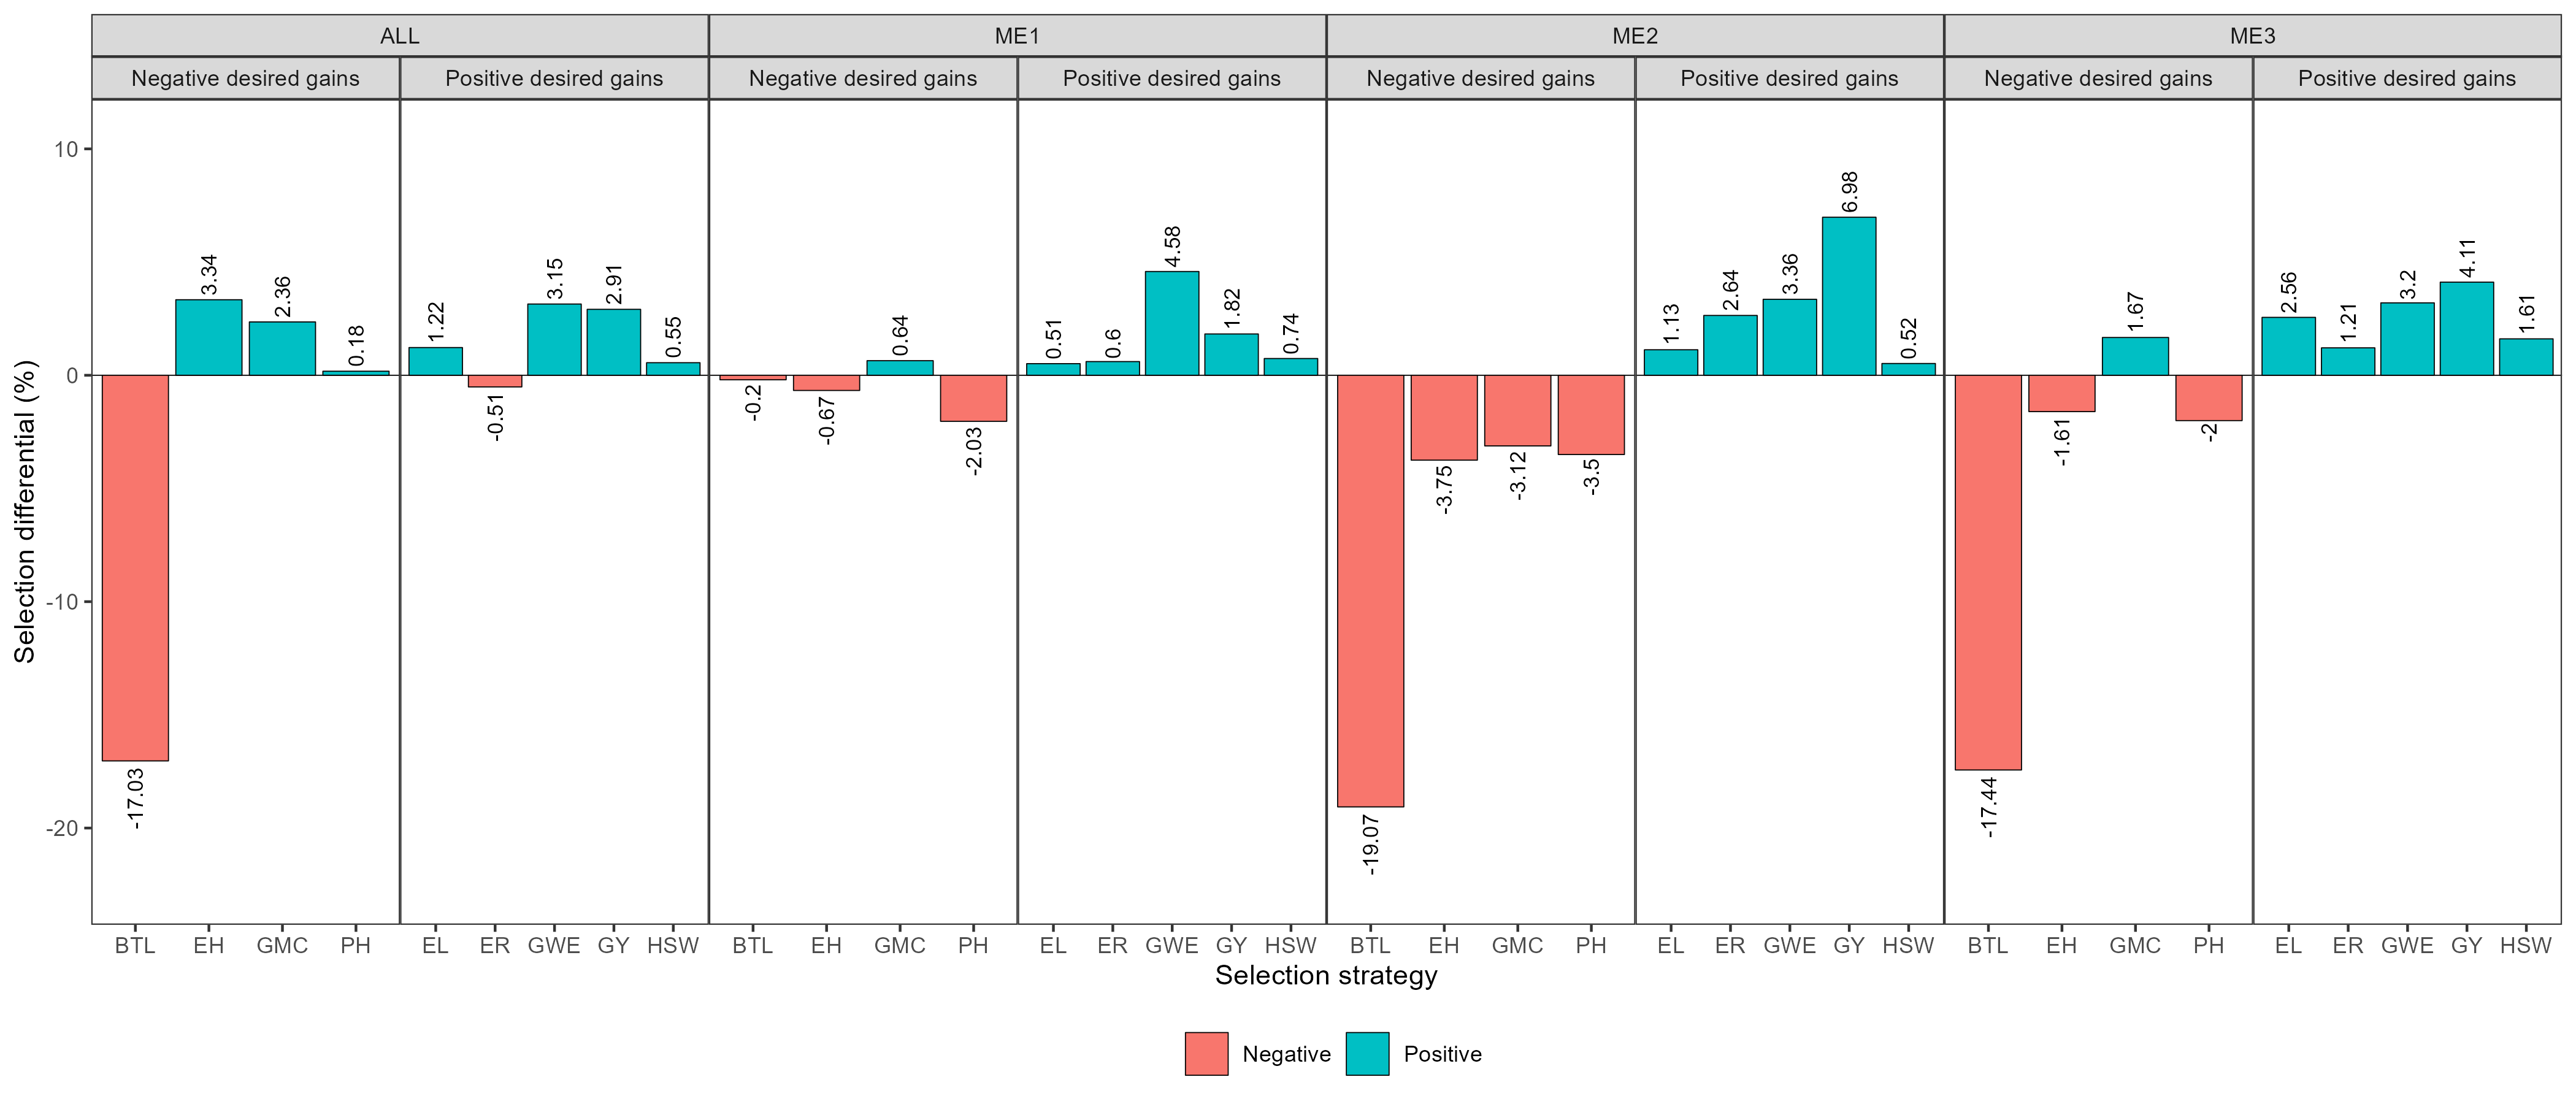 ALL ME1 ME2 ME3
Negative desired gains Positive desired gains Negative desired gains Positive desired gains Negative desired gains Positive desired gains Negative desired gains Positive desired gains
Selection differential (%)
10
0
-10
-20
-17.03 3.34 2.36 0.18 1.22 -0.51 3.15 2.91 0.55 -0.2 -0.67 0.64 -2.03 0.51 0.6 4.58 1.82 0.74 -19.07 -3.75 -3.12 -3.5 1.13 2.64 3.36 6.98 0.52 -17.44 -1.61 1.67 -2 2.56 1.21 3.2 4.11 1.61
BTL EH GMC PH EL ER GWE GY HSW BTL EH GMC PH EL ER GWE GY HSW BTL EH GMC PH EL ER GWE GY HSW BTL EH GMC PH EL ER GWE GY HSW
Selection strategy
Negative Positive